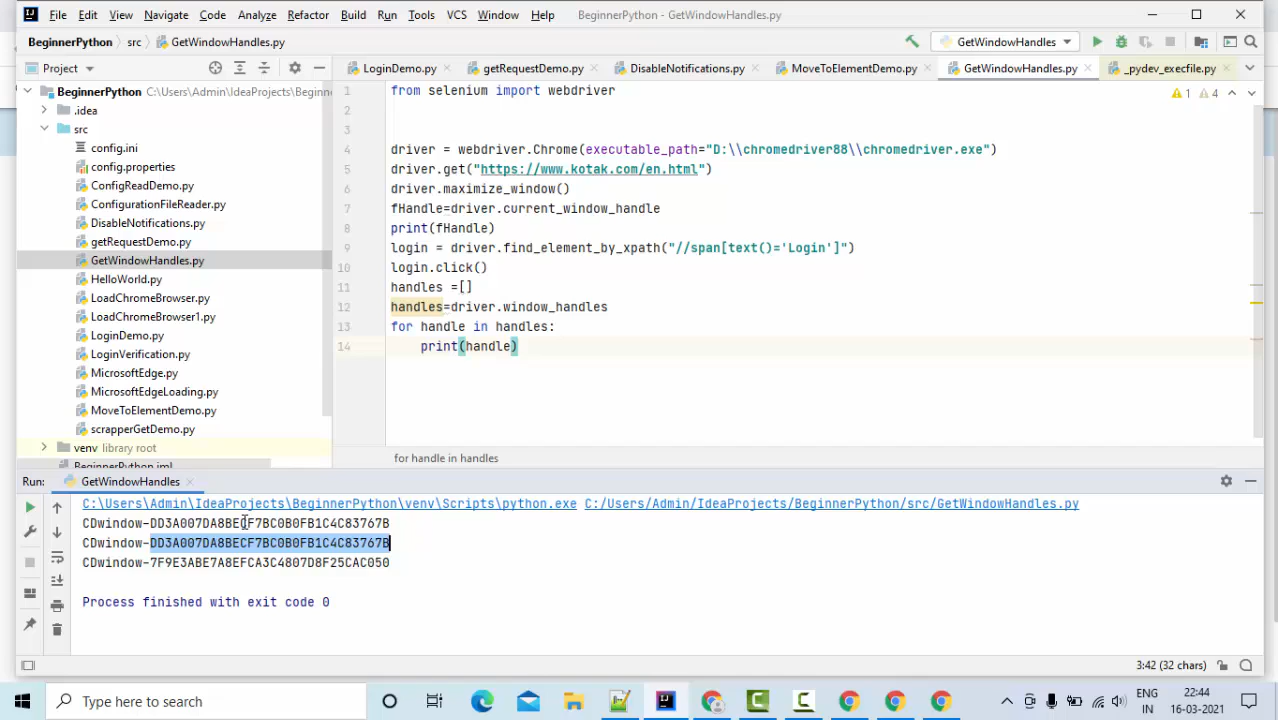 File Edit View Navigate Code Analyze Refactor Build Run Tools VCS Window Help BeginnerPython - GetWindowHandles.py
BeginnerPython src GetWindowHandles.py GetWindowHandles
Project LoginDemo.py getRequestDemo.py DisableNotifications.py MoveToElementDemo.py GetWindowHandles.py _pydev_execfile.py
BeginnerPython C:\Users\Admin\IdeaProjects\Beginner
.idea
src
config.ini
config.properties
ConfigReadDemo.py
ConfigurationFileReader.py
DisableNotifications.py
getRequestDemo.py
GetWindowHandles.py
HelloWorld.py
LoadChromeBrowser.py
LoadChromeBrowser1.py
LoginDemo.py
LoginVerification.py
MicrosoftEdge.py
MicrosoftEdgeLoading.py
MoveToElementDemo.py
scrapperGetDemo.py
venv library root
BeginnerPython.iml
1 from selenium import webdriver
2
3
4 driver = webdriver.Chrome(executable_path="D:\\chromedriver88\\chromedriver.exe")
5 driver.get("https://www.kotak.com/en.html")
6 driver.maximize_window()
7 fHandle=driver.current_window_handle
8 print(fHandle)
9 login = driver.find_element_by_xpath("//span[text()='Login']")
10 login.click()
11 handles =[]
12 handles=driver.window_handles
13 for handle in handles:
14 print(handle)
1 4
for handle in handles
Run: GetWindowHandles
C:\Users\Admin\IdeaProjects\BeginnerPython\venv\Scripts\python.exe C:/Users/Admin/IdeaProjects/BeginnerPython/src/GetWindowHandles.py
CDwindow-DD3A007DA8BECF7BC0B0FB1C4C83767B
CDwindow-DD3A007DA8BECF7BC0B0FB1C4C83767B
CDwindow-7F9E3ABE7A8EFCA3C4807D8F25CAC050
Process finished with exit code 0
3:42 (32 chars)
Type here to search
ENG 22:44
IN 16-03-2021